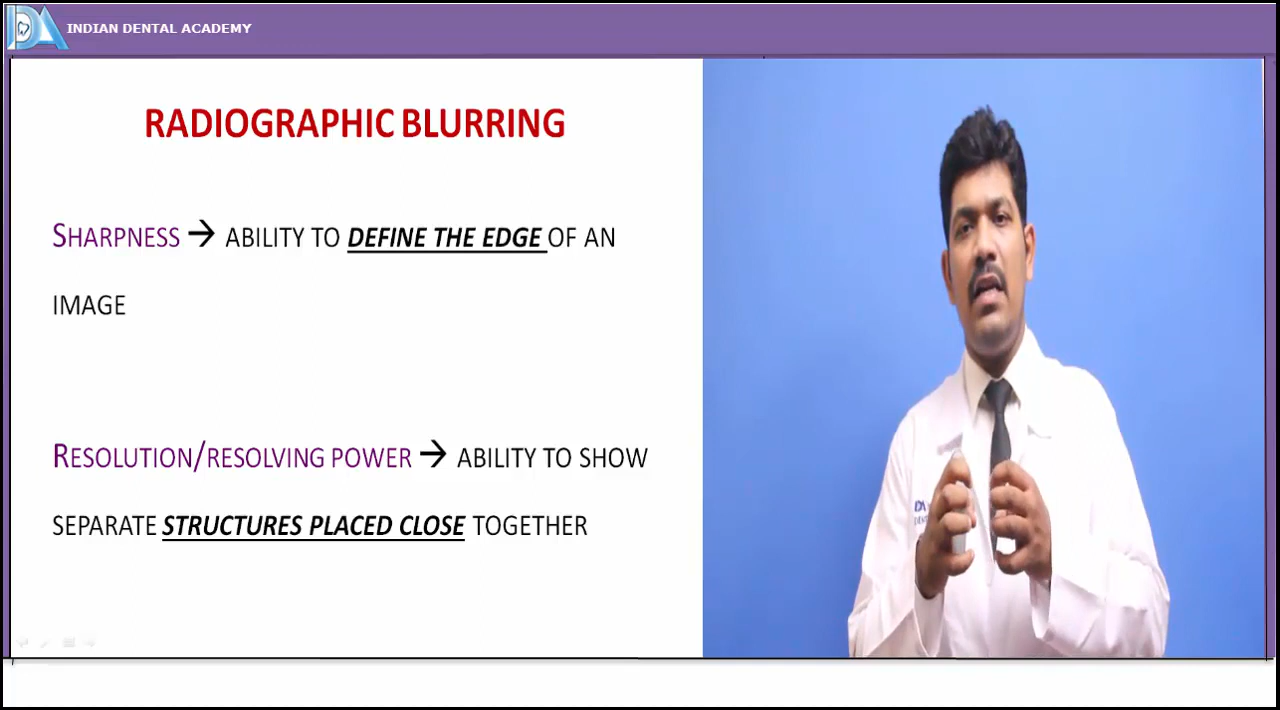 IDA INDIAN DENTAL ACADEMY
RADIOGRAPHIC BLURRING
SHARPNESS → ABILITY TO DEFINE THE EDGE OF AN
IMAGE
RESOLUTION/RESOLVING POWER → ABILITY TO SHOW
SEPARATE STRUCTURES PLACED CLOSE TOGETHER